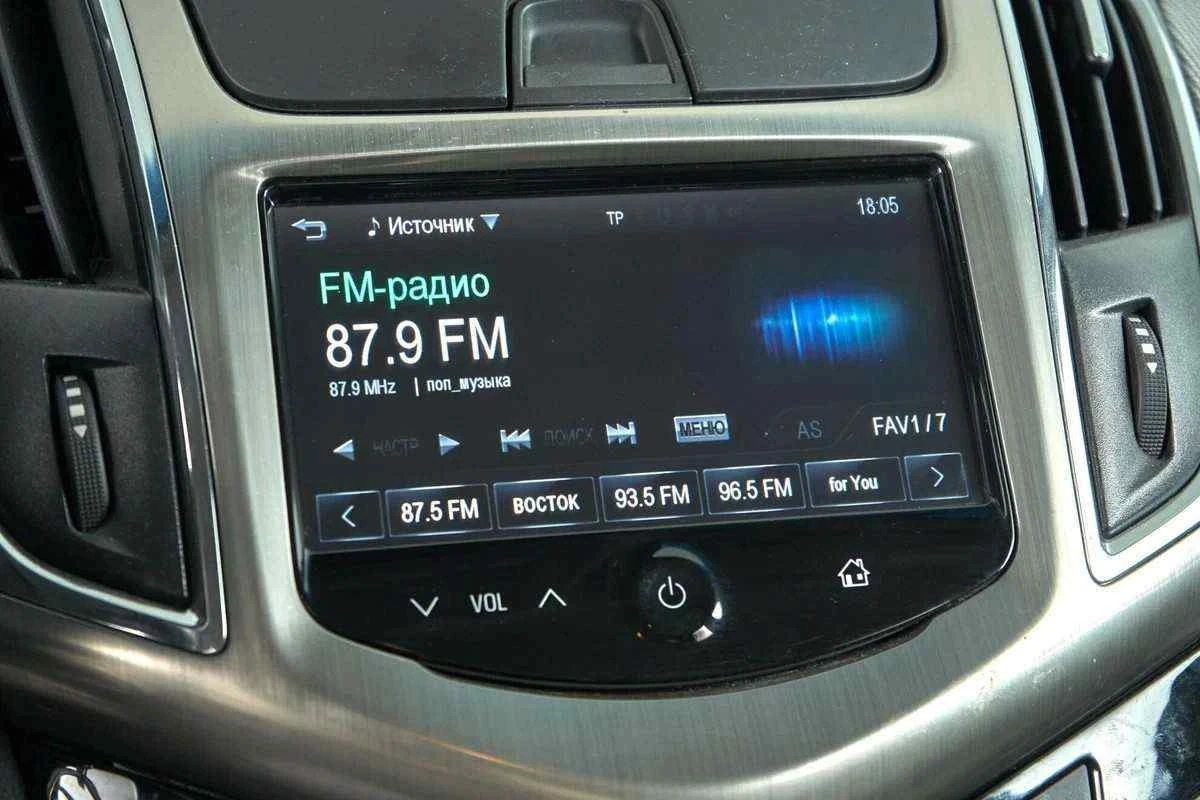 ♪ Источник ▼ TP 18:05
FM-радио
87.9 FM
87.9 MHz | поп_музыка
НАСТР ПОИСК МЕНЮ AS FAV1 / 7
< 87.5 FM ВОСТОК 93.5 FM 96.5 FM for You >
VOL